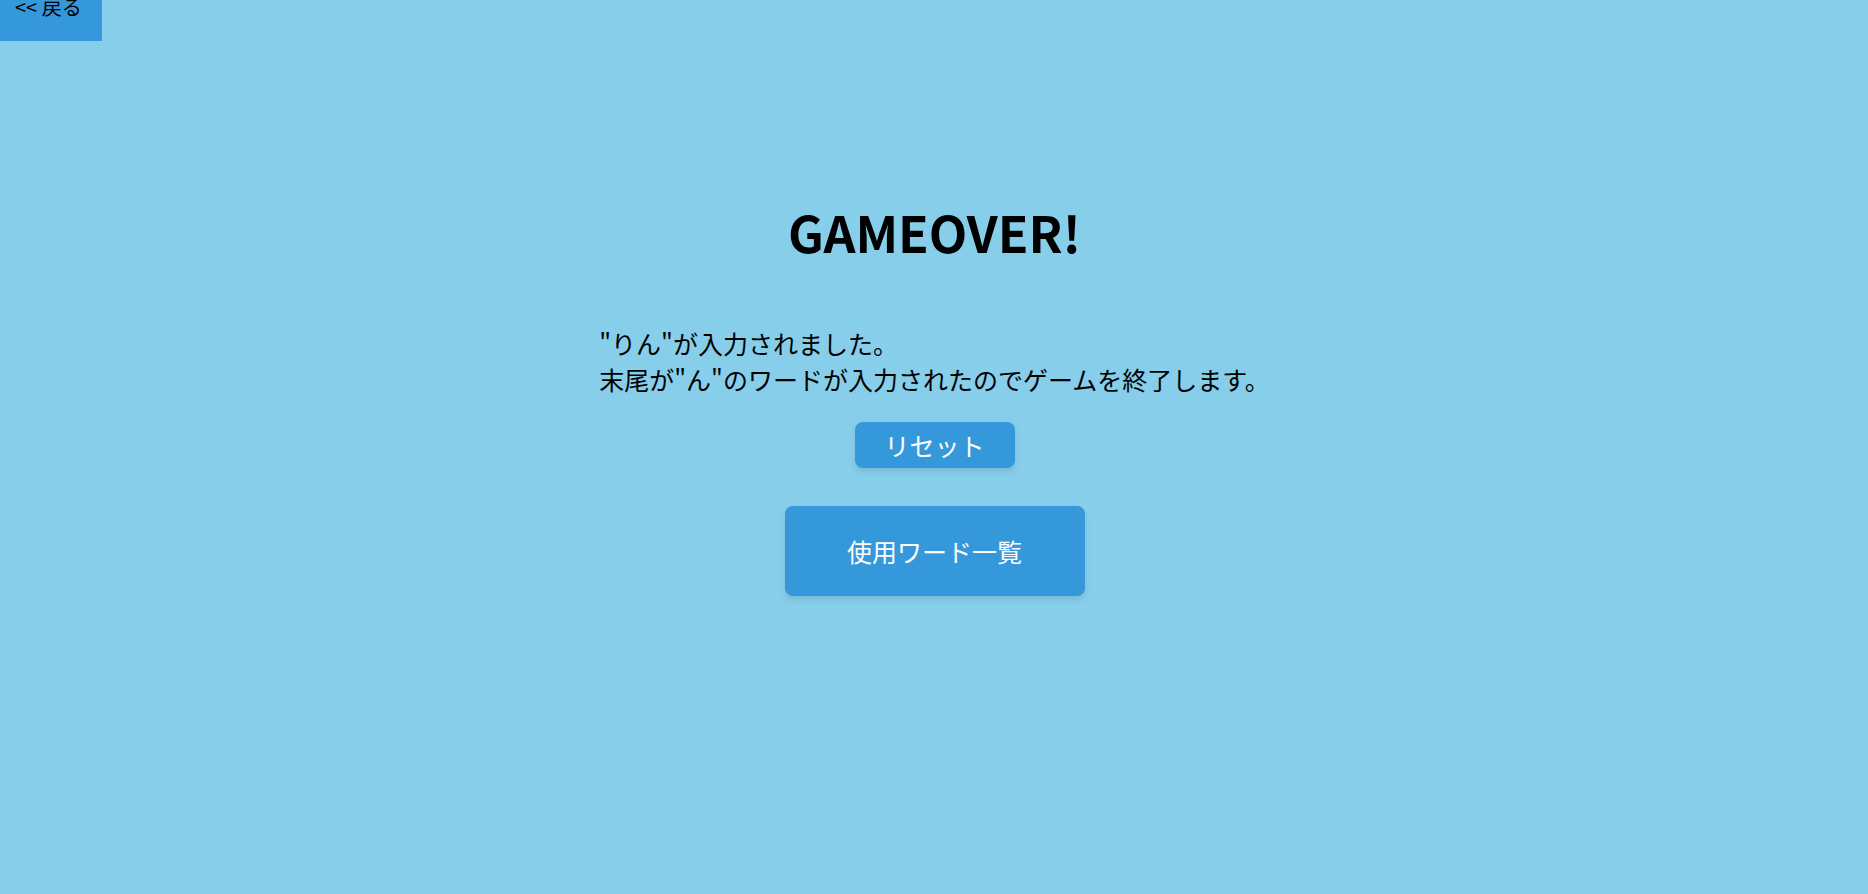 << 戻る
GAMEOVER!
"りん"が入力されました。
末尾が"ん"のワードが入力されたのでゲームを終了します。
リセット
使用ワード一覧